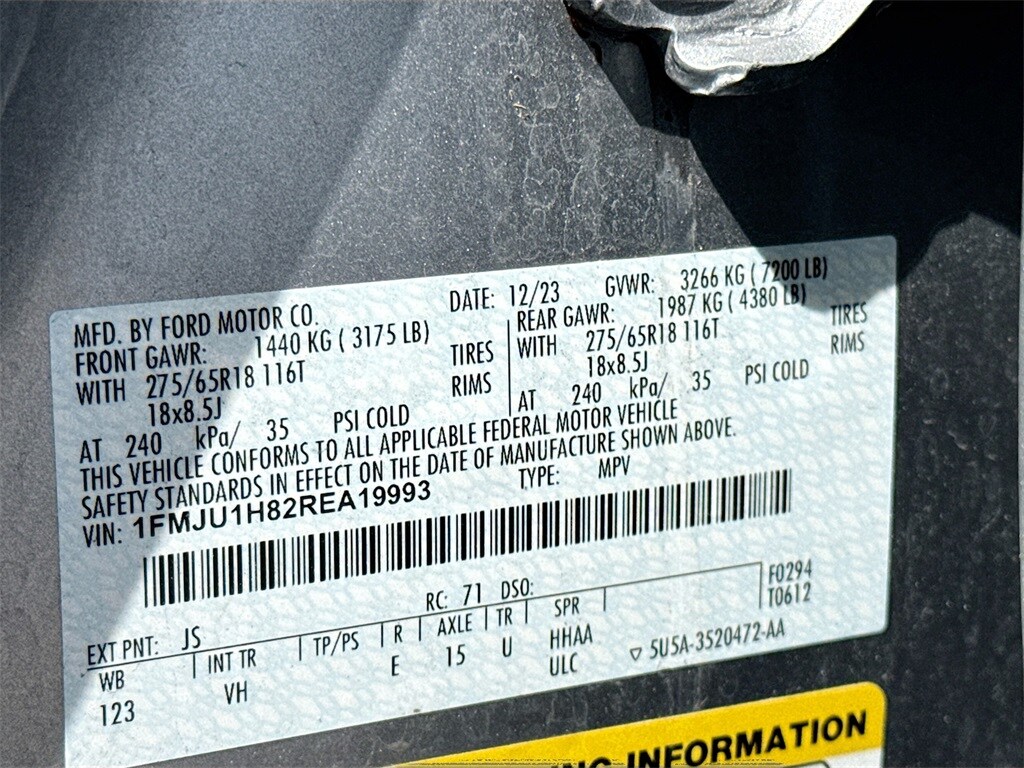 MFD. BY FORD MOTOR CO. DATE: 12/23 GVWR: 3266 KG ( 7200 LB)
FRONT GAWR: 1440 KG ( 3175 LB) REAR GAWR: 1987 KG ( 4380 LB)
WITH 275/65R18 116T TIRES WITH 275/65R18 116T TIRES
18x8.5J RIMS 18x8.5J RIMS
AT 240 kPa/ 35 PSI COLD AT 240 kPa/ 35 PSI COLD
THIS VEHICLE CONFORMS TO ALL APPLICABLE FEDERAL MOTOR VEHICLE
SAFETY STANDARDS IN EFFECT ON THE DATE OF MANUFACTURE SHOWN ABOVE.
VIN: 1FMJU1H82REA19993 TYPE: MPV
F0294
T0612
EXT PNT: JS RC: 71 DSO:
WB INT TR TP/PS R AXLE TR SPR
123 VH E 15 U HHAA
ULC ▽ 5U5A-3520472-AA
INFORMATION